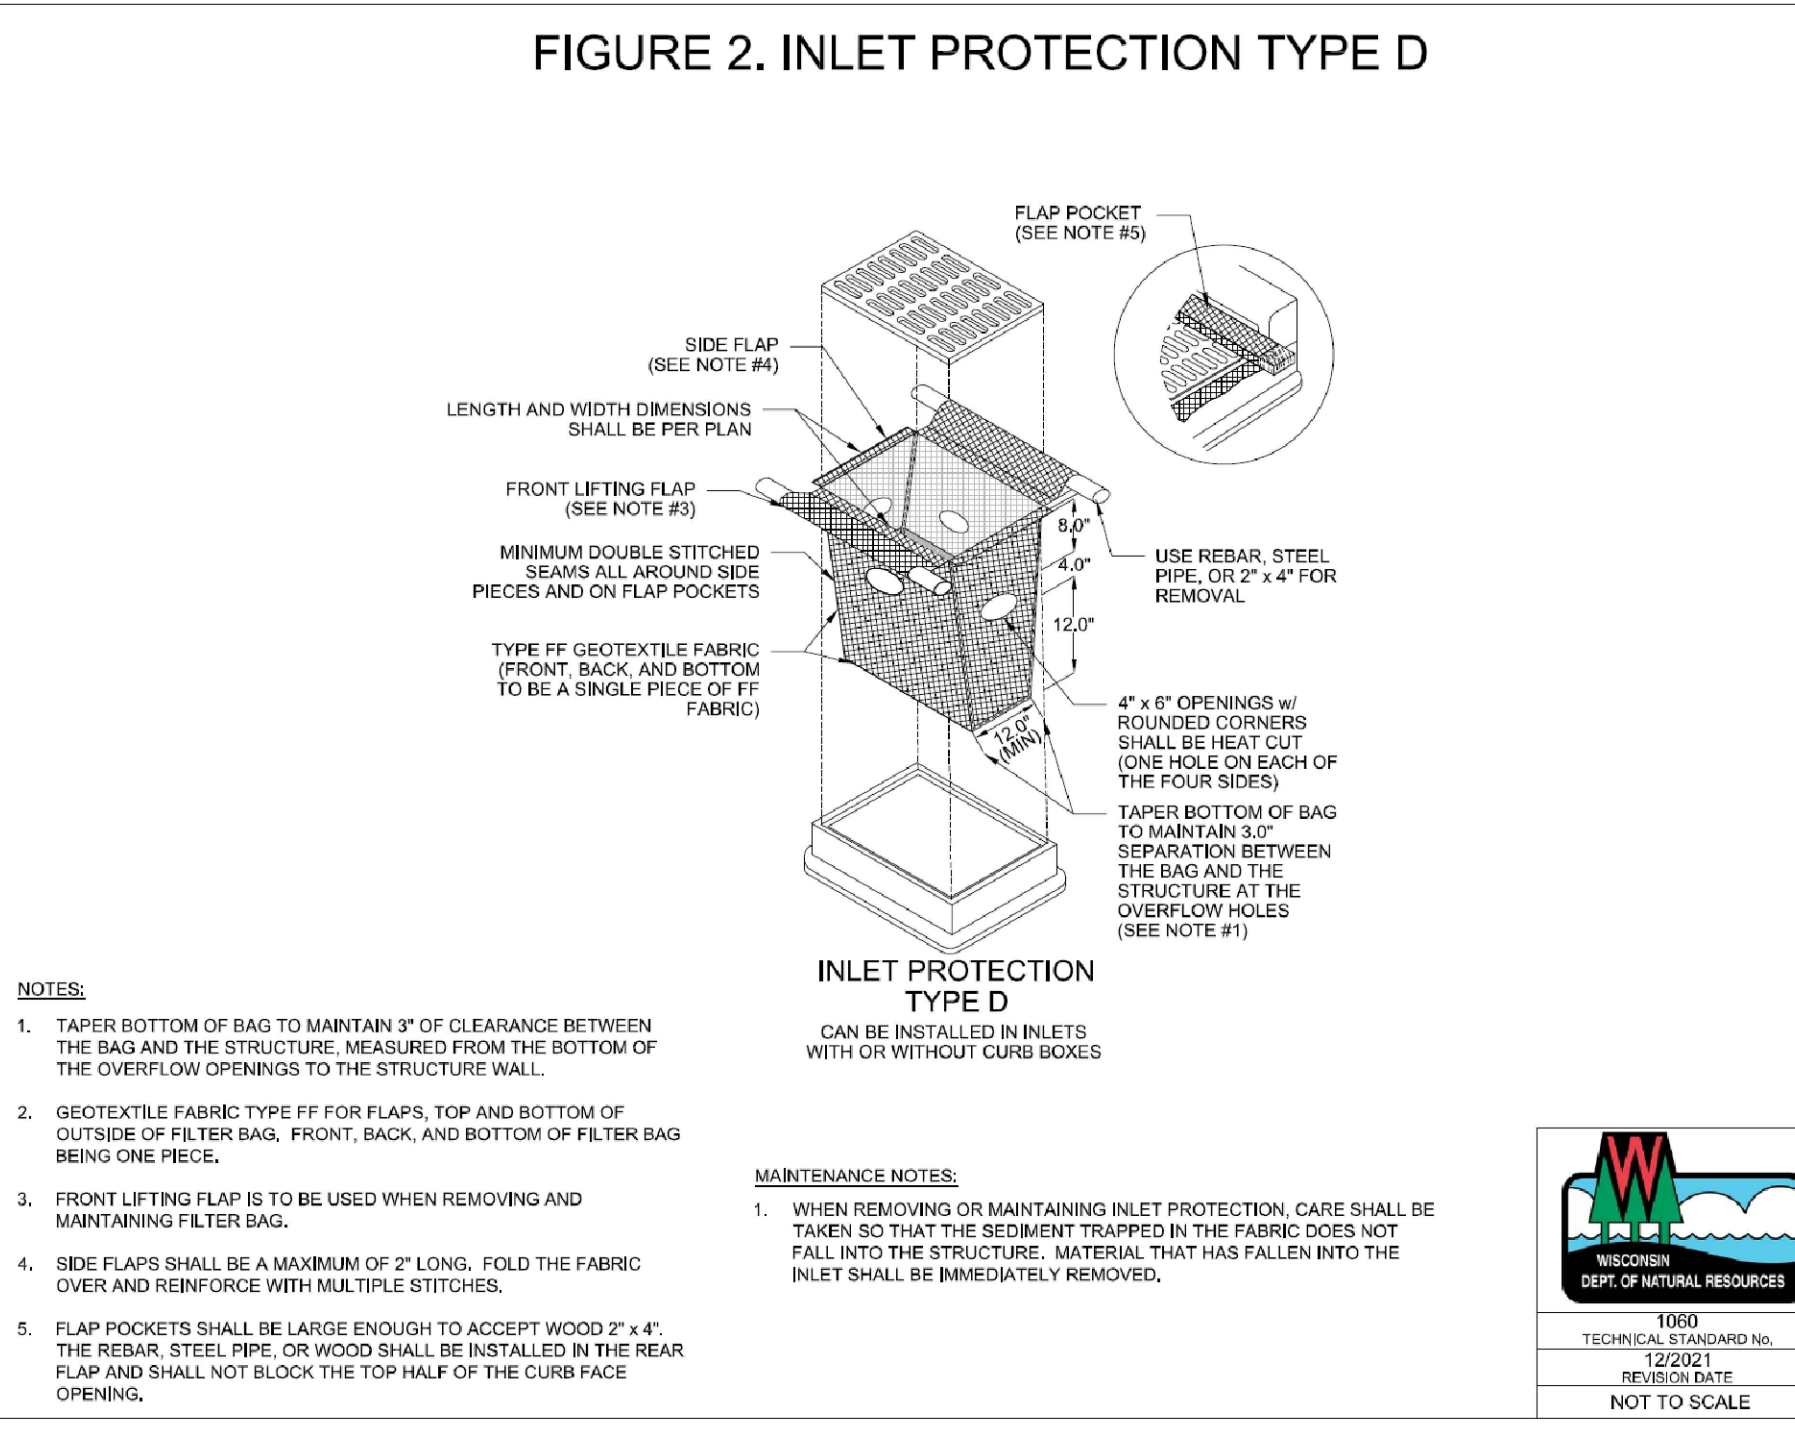 FIGURE 2. INLET PROTECTION TYPE D
FLAP POCKET
(SEE NOTE #5)
SIDE FLAP
(SEE NOTE #4)
LENGTH AND WIDTH DIMENSIONS
SHALL BE PER PLAN
FRONT LIFTING FLAP
(SEE NOTE #3)
MINIMUM DOUBLE STITCHED
SEAMS ALL AROUND SIDE
PIECES AND ON FLAP POCKETS
TYPE FF GEOTEXTILE FABRIC
(FRONT, BACK, AND BOTTOM
TO BE A SINGLE PIECE OF FF
FABRIC)
8.0"
4.0"
12.0"
12.0"
(MIN)
USE REBAR, STEEL
PIPE, OR 2" x 4" FOR
REMOVAL
4" x 6" OPENINGS w/
ROUNDED CORNERS
SHALL BE HEAT CUT
(ONE HOLE ON EACH OF
THE FOUR SIDES)
TAPER BOTTOM OF BAG
TO MAINTAIN 3.0"
SEPARATION BETWEEN
THE BAG AND THE
STRUCTURE AT THE
OVERFLOW HOLES
(SEE NOTE #1)
INLET PROTECTION
TYPE D
CAN BE INSTALLED IN INLETS
WITH OR WITHOUT CURB BOXES
NOTES:
1. TAPER BOTTOM OF BAG TO MAINTAIN 3" OF CLEARANCE BETWEEN
THE BAG AND THE STRUCTURE, MEASURED FROM THE BOTTOM OF
THE OVERFLOW OPENINGS TO THE STRUCTURE WALL.
2. GEOTEXTILE FABRIC TYPE FF FOR FLAPS, TOP AND BOTTOM OF
OUTSIDE OF FILTER BAG. FRONT, BACK, AND BOTTOM OF FILTER BAG
BEING ONE PIECE.
3. FRONT LIFTING FLAP IS TO BE USED WHEN REMOVING AND
MAINTAINING FILTER BAG.
4. SIDE FLAPS SHALL BE A MAXIMUM OF 2" LONG. FOLD THE FABRIC
OVER AND REINFORCE WITH MULTIPLE STITCHES.
5. FLAP POCKETS SHALL BE LARGE ENOUGH TO ACCEPT WOOD 2" x 4".
THE REBAR, STEEL PIPE, OR WOOD SHALL BE INSTALLED IN THE REAR
FLAP AND SHALL NOT BLOCK THE TOP HALF OF THE CURB FACE
OPENING.
MAINTENANCE NOTES:
1. WHEN REMOVING OR MAINTAINING INLET PROTECTION, CARE SHALL BE
TAKEN SO THAT THE SEDIMENT TRAPPED IN THE FABRIC DOES NOT
FALL INTO THE STRUCTURE. MATERIAL THAT HAS FALLEN INTO THE
INLET SHALL BE IMMEDIATELY REMOVED.
W
WISCONSIN
DEPT. OF NATURAL RESOURCES
1060
TECHNICAL STANDARD No.
12/2021
REVISION DATE
NOT TO SCALE